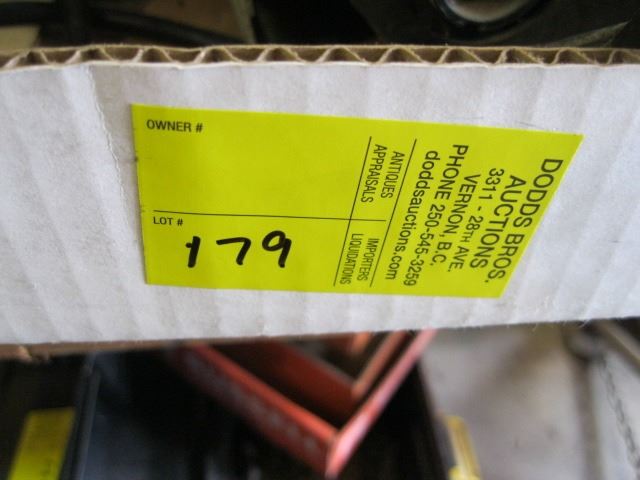 OWNER #
LOT #
179
ANTIQUES
APPRAISALS
IMPORTERS
LIQUIDATIONS
DODDS BROS.
AUCTIONS
3311 - 28TH AVE.
VERNON, B.C.
PHONE 250-545-3259
doddsauctions.com